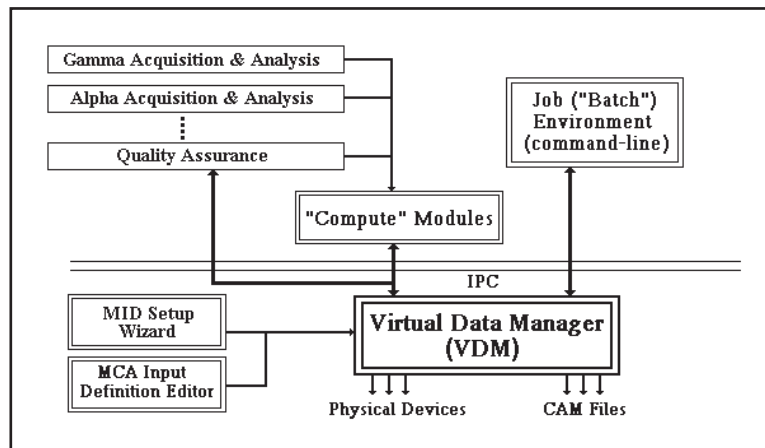 Gamma Acquisition & Analysis
Alpha Acquisition & Analysis
Quality Assurance
Job ("Batch")
Environment
(command-line)
"Compute" Modules
IPC
MID Setup
Wizard
MCA Input
Definition Editor
Virtual Data Manager
(VDM)
Physical Devices
CAM Files